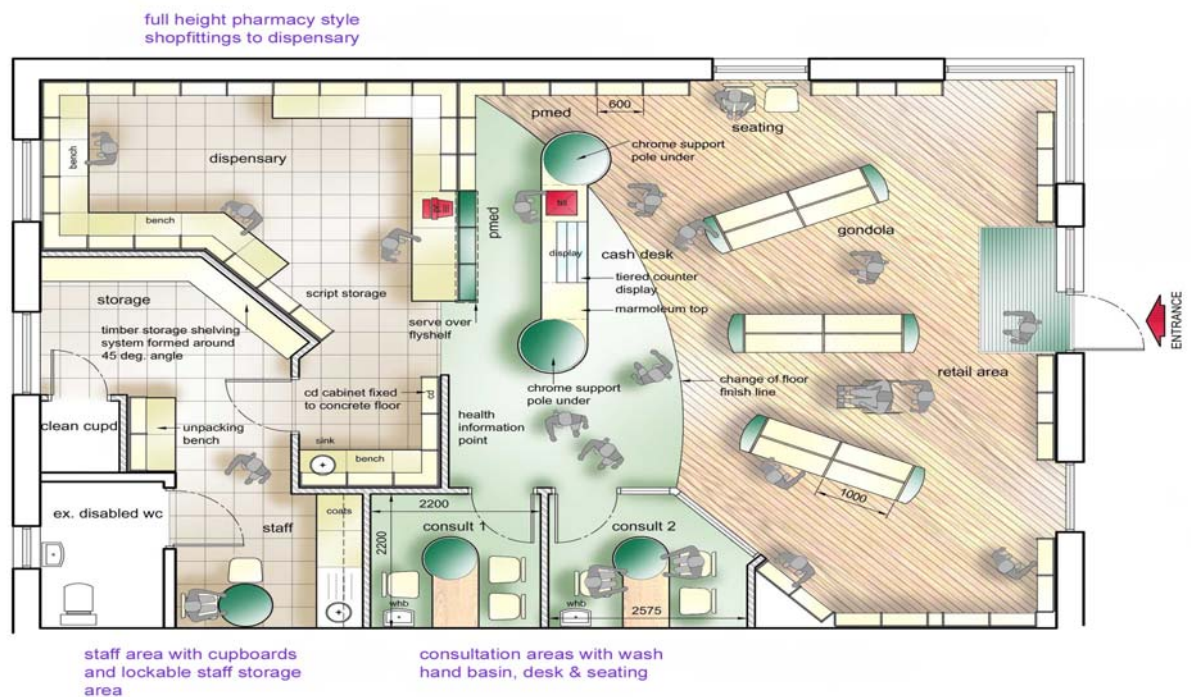 full height pharmacy style
shopfittings to dispensary
pmed
600
seating
chrome support
pole under
bench
dispensary
bench
till
pmed
display
cash desk
gondola
tiered counter
display
marmoleum top
ENTRANCE
storage
script storage
serve over
flyshelf
timber storage shelving
system formed around
45 deg. angle
retail area
change of floor
finish line
chrome support
pole under
cd cabinet fixed
to concrete floor
cd
clean cupd
unpacking
bench
health
information
point
sink
bench
1000
ex. disabled wc
staff
coats
2200
2200
consult 1
consult 2
whb
whb
2575
staff area with cupboards
and lockable staff storage
area
consultation areas with wash
hand basin, desk & seating